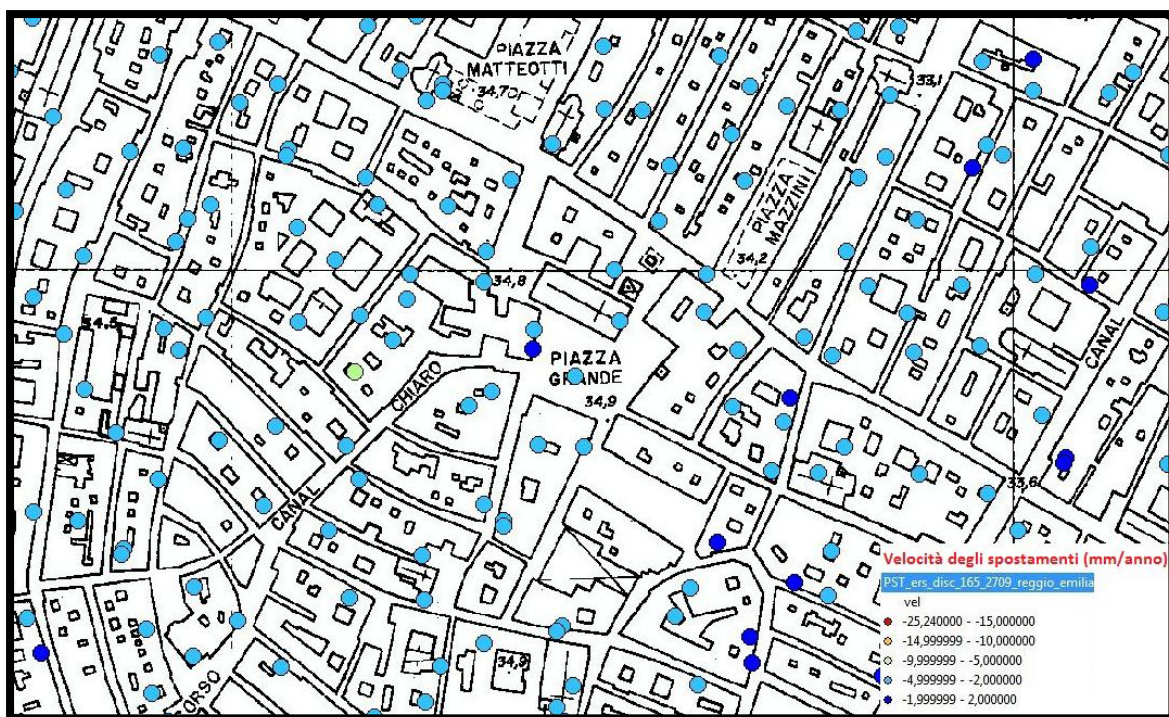 PIAZZA
MATTEOTTI
34,7
33,1
PIAZZA
MAZZINI
34,2
34,8
34,5
PIAZZA
GRANDE
34,9
CHIARO
CANAL
CANAL
33,6
34,9
CORSO
Velocità degli spostamenti (mm/anno)
PST_ers_disc_165_2709_reggio_emilia
vel
-25,240000 - -15,000000
-14,999999 - -10,000000
-9,999999 - -5,000000
-4,999999 - -2,000000
-1,999999 - 2,000000